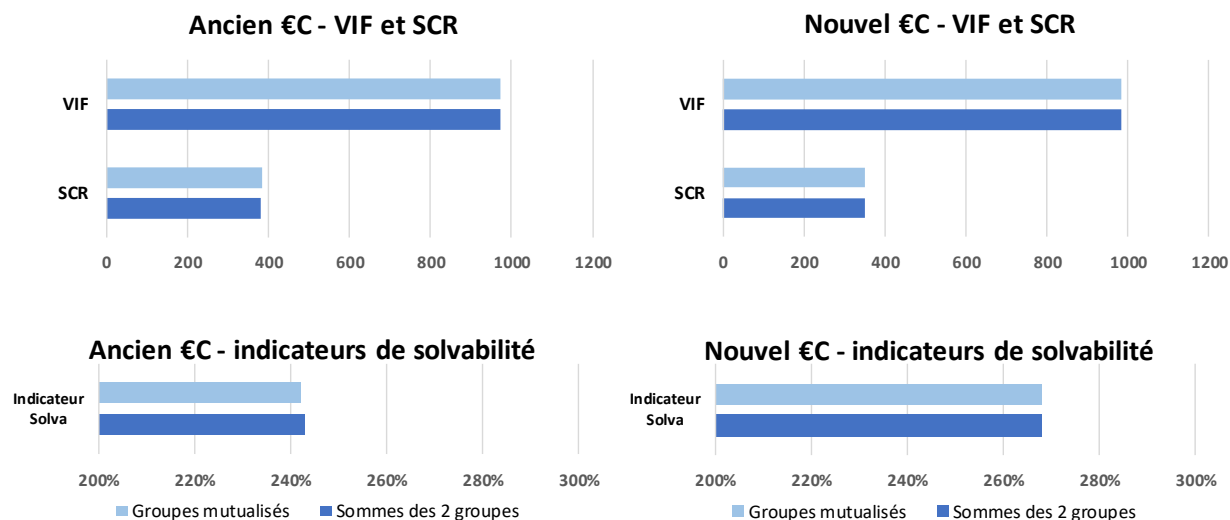 Ancien €C - VIF et SCR
VIF
SCR
0 200 400 600 800 1000 1200
Nouvel €C - VIF et SCR
VIF
SCR
0 200 400 600 800 1000 1200
Ancien €C - indicateurs de solvabilité
Indicateur
Solva
200% 220% 240% 260% 280% 300%
Groupes mutualisés Sommes des 2 groupes
Nouvel €C - indicateurs de solvabilité
Indicateur
Solva
200% 220% 240% 260% 280% 300%
Groupes mutualisés Sommes des 2 groupes